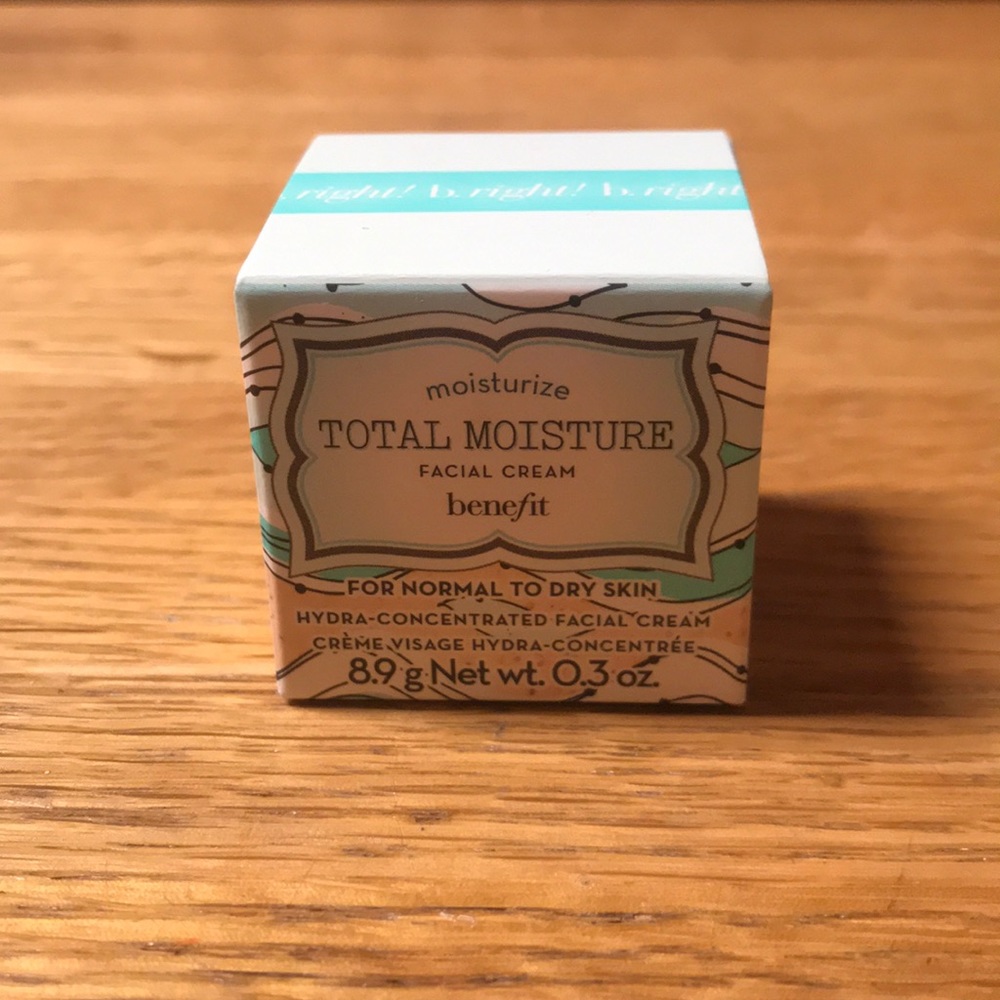 right! b.right! b.right
moisturize
TOTAL MOISTURE
FACIAL CREAM
benefit
FOR NORMAL TO DRY SKIN
HYDRA-CONCENTRATED FACIAL CREAM
CRÈME VISAGE HYDRA-CONCENTRÉE
8.9 g Net wt. 0.3 oz.